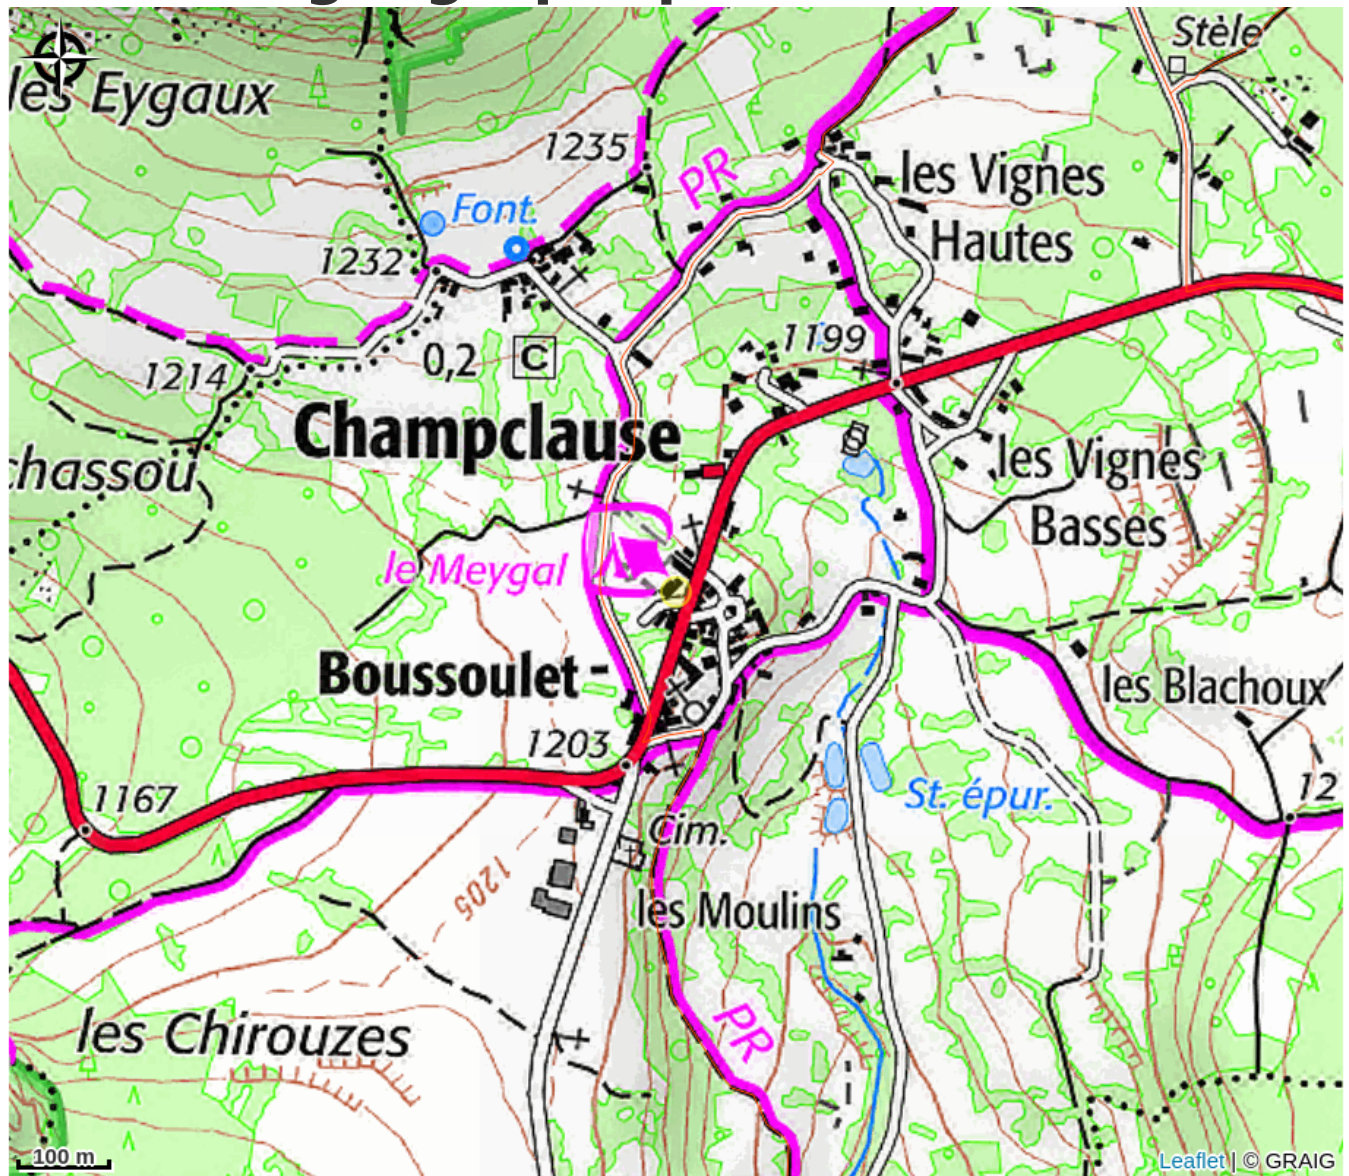 Stèle
les Eygaux
1235
PR
les Vignes
Hautes
Font.
1232
1199
0,2
C
1214
Champclause
chassou
les Vignes
Basses
le Meygal
Boussoulet
les Blachoux
1203
1167
St. épur.
12
Cim.
1205
les Moulins
PR
les Chirouzes
100 m
Leaflet | © GRAIG